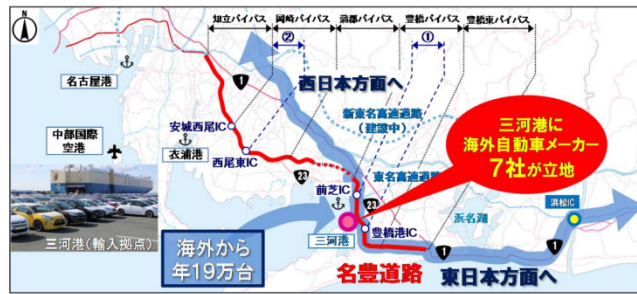 N
知立バイパス
岡崎バイパス
蒲郡バイパス
豊橋バイパス
豊橋東バイパス
②
①
1
西日本方面へ
名古屋港
新東名高速道路
(建設中)
三河港に
海外自動車メーカー
7社が立地
安城西尾IC
中部国際
空港
衣浦港
西尾東IC
23
東名高速道路
前芝IC
23
浜松IC
浜名湖
三河港(輸入拠点)
海外から
年19万台
三河港
豊橋港IC
1
1
名豊道路
東日本方面へ